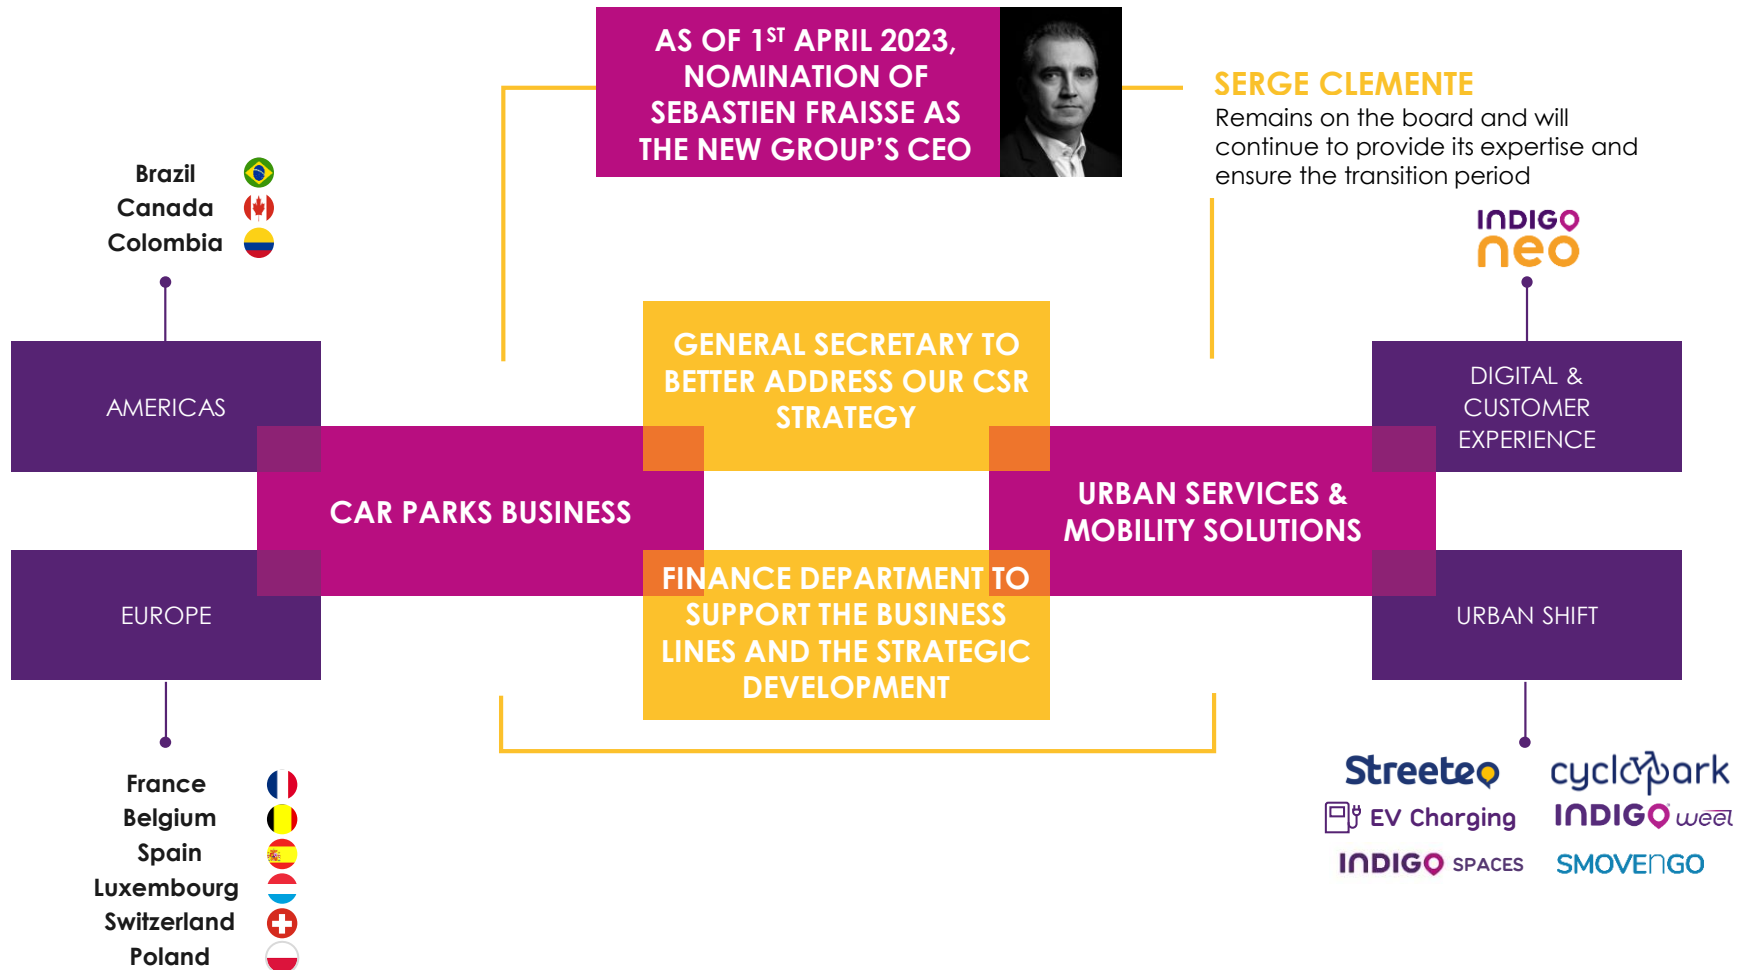 AS OF 1ST APRIL 2023,
NOMINATION OF
SEBASTIEN FRAISSE AS
THE NEW GROUP'S CEO
SERGE CLEMENTE
Remains on the board and will
continue to provide its expertise and
ensure the transition period
Brazil
Canada
Colombia
INDIGO
neo
AMERICAS
GENERAL SECRETARY TO
BETTER ADDRESS OUR CSR
STRATEGY
DIGITAL &
CUSTOMER
EXPERIENCE
CAR PARKS BUSINESS
URBAN SERVICES &
MOBILITY SOLUTIONS
EUROPE
FINANCE DEPARTMENT TO
SUPPORT THE BUSINESS
LINES AND THE STRATEGIC
DEVELOPMENT
URBAN SHIFT
France
Belgium
Spain
Luxembourg
Switzerland
Poland
Streeteo
cyclopark
EV Charging
INDIGO weel
INDIGO SPACES
SMOVENGO